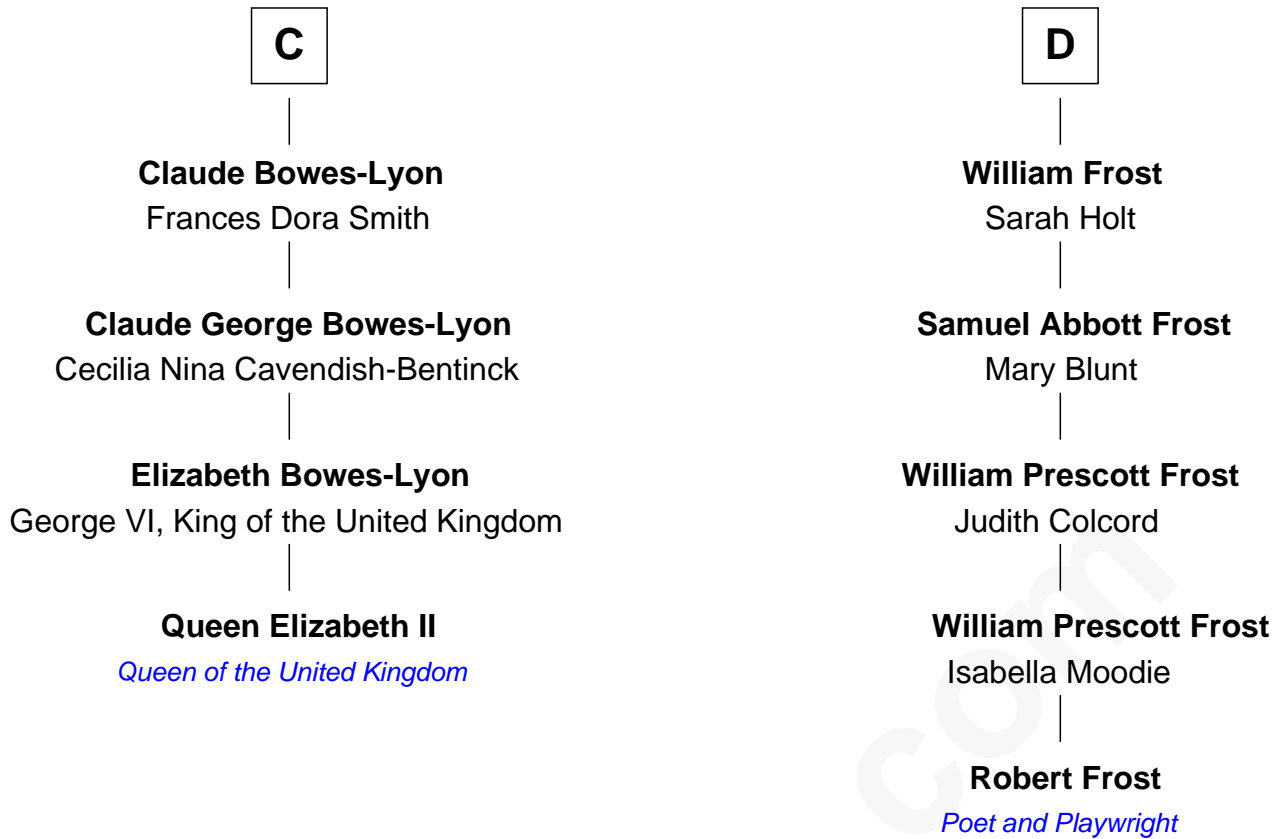 C
Claude Bowes-Lyon
Frances Dora Smith
Claude George Bowes-Lyon
Cecilia Nina Cavendish-Bentinck
Elizabeth Bowes-Lyon
George VI, King of the United Kingdom
Queen Elizabeth II
Queen of the United Kingdom
D
William Frost
Sarah Holt
Samuel Abbott Frost
Mary Blunt
William Prescott Frost
Judith Colcord
William Prescott Frost
Isabella Moodie
Robert Frost
Poet and Playwright
com